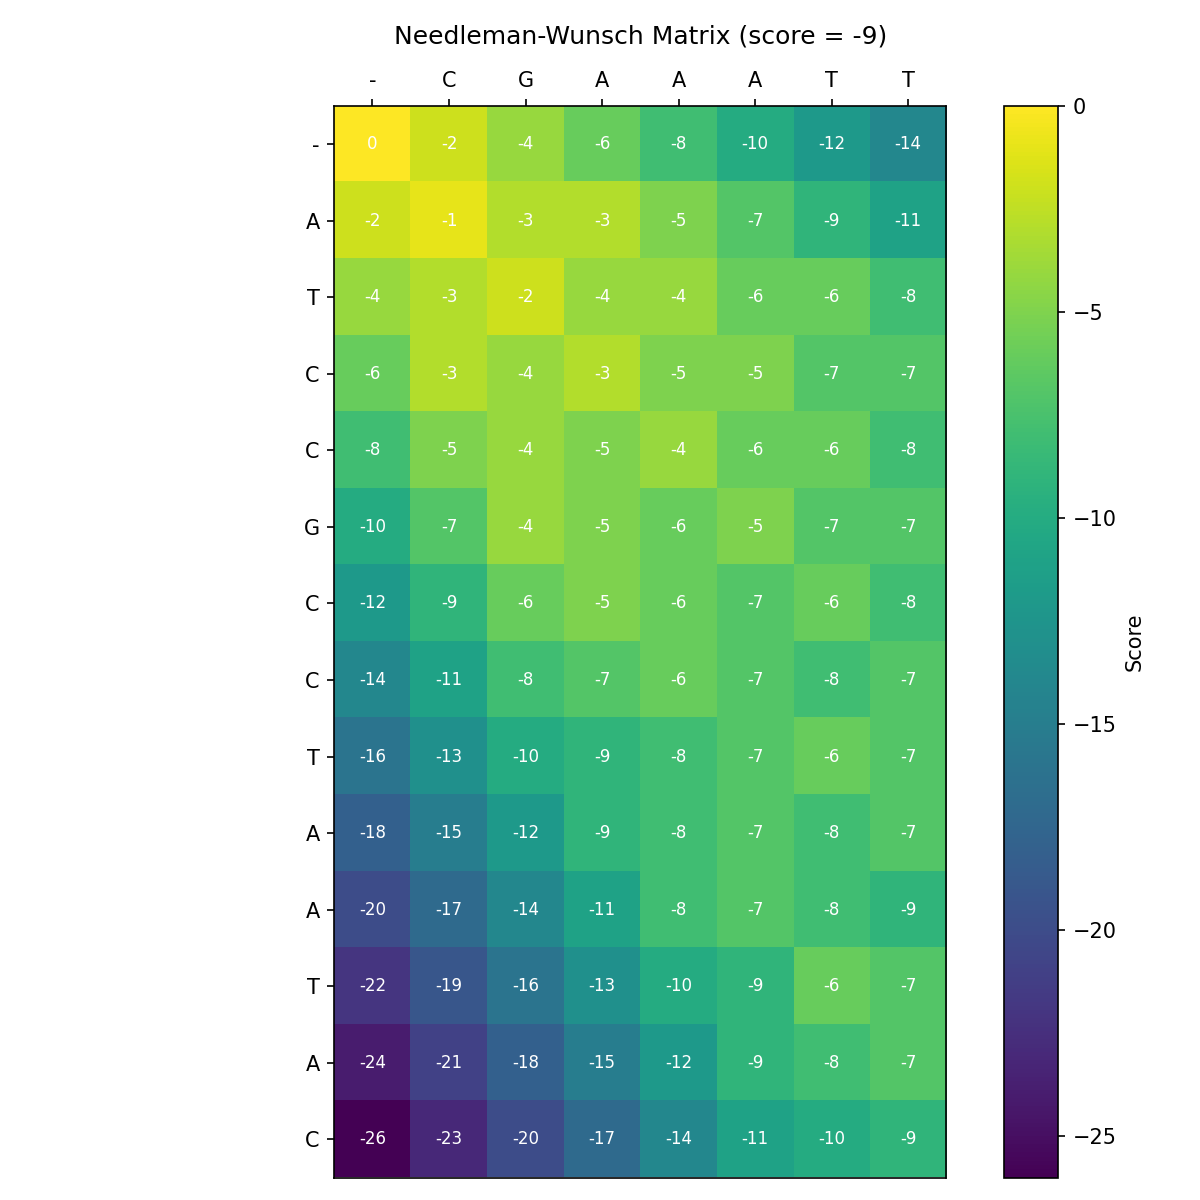 Needleman-Wunsch Matrix (score = -9)
- C G A A A T T
- 0 -2 -4 -6 -8 -10 -12 -14 0
A -2 -1 -3 -3 -5 -7 -9 -11
T -4 -3 -2 -4 -4 -6 -6 -8 −5
C -6 -3 -4 -3 -5 -5 -7 -7
C -8 -5 -4 -5 -4 -6 -6 -8
G -10 -7 -4 -5 -6 -5 -7 -7 −10
C -12 -9 -6 -5 -6 -7 -6 -8
Score
C -14 -11 -8 -7 -6 -7 -8 -7
T -16 -13 -10 -9 -8 -7 -6 -7 −15
A -18 -15 -12 -9 -8 -7 -8 -7
A -20 -17 -14 -11 -8 -7 -8 -9 −20
T -22 -19 -16 -13 -10 -9 -6 -7
A -24 -21 -18 -15 -12 -9 -8 -7
C -26 -23 -20 -17 -14 -11 -10 -9 −25